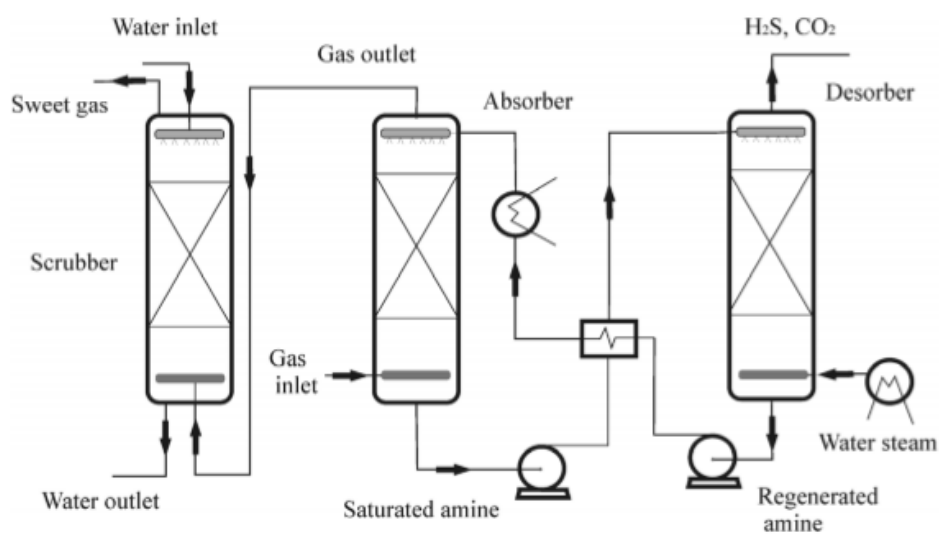 Water inlet
H₂S, CO₂
Gas outlet
Sweet gas
Absorber
Desorber
Scrubber
Gas
inlet
Water steam
Water outlet
Saturated amine
Regenerated
amine